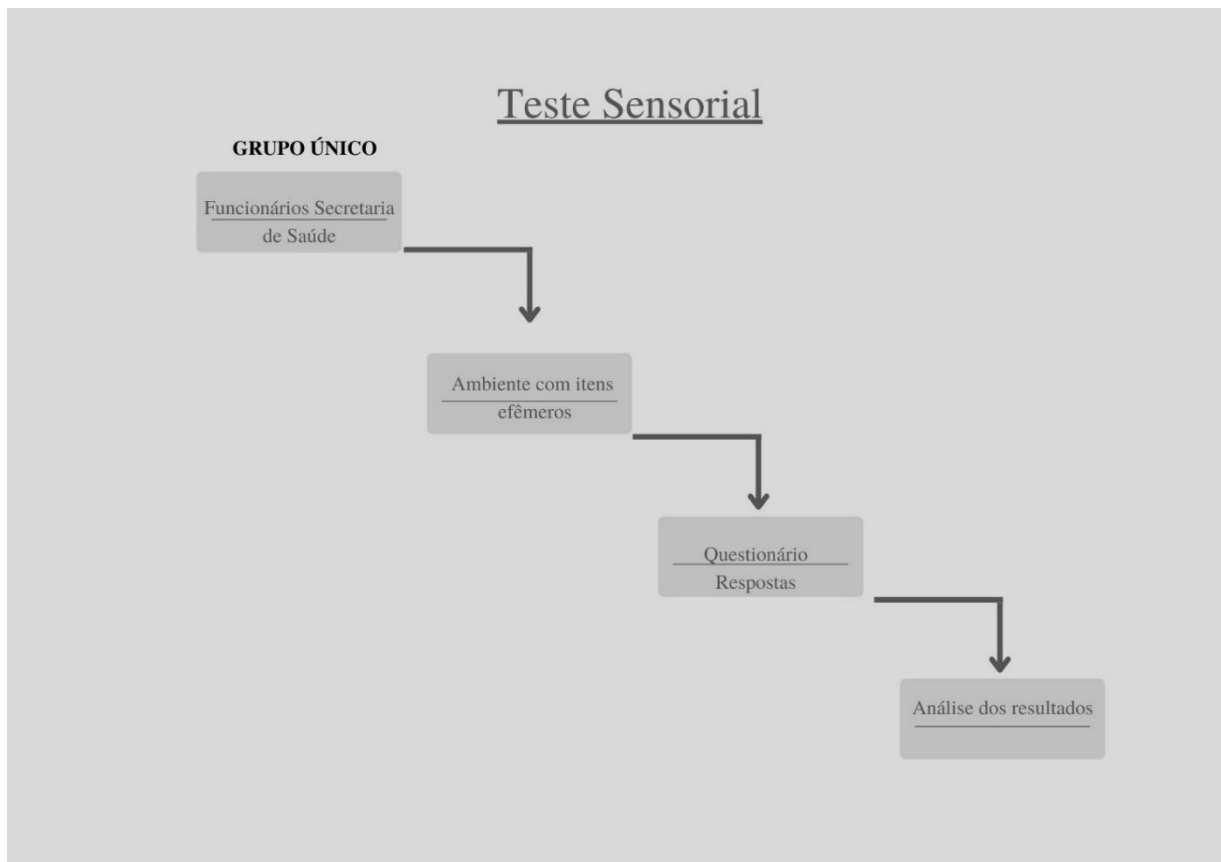 Teste Sensorial
GRUPO ÚNICO
Funcionários Secretaria
de Saúde
Ambiente com itens
efêmeros
Questionário
Respostas
Análise dos resultados